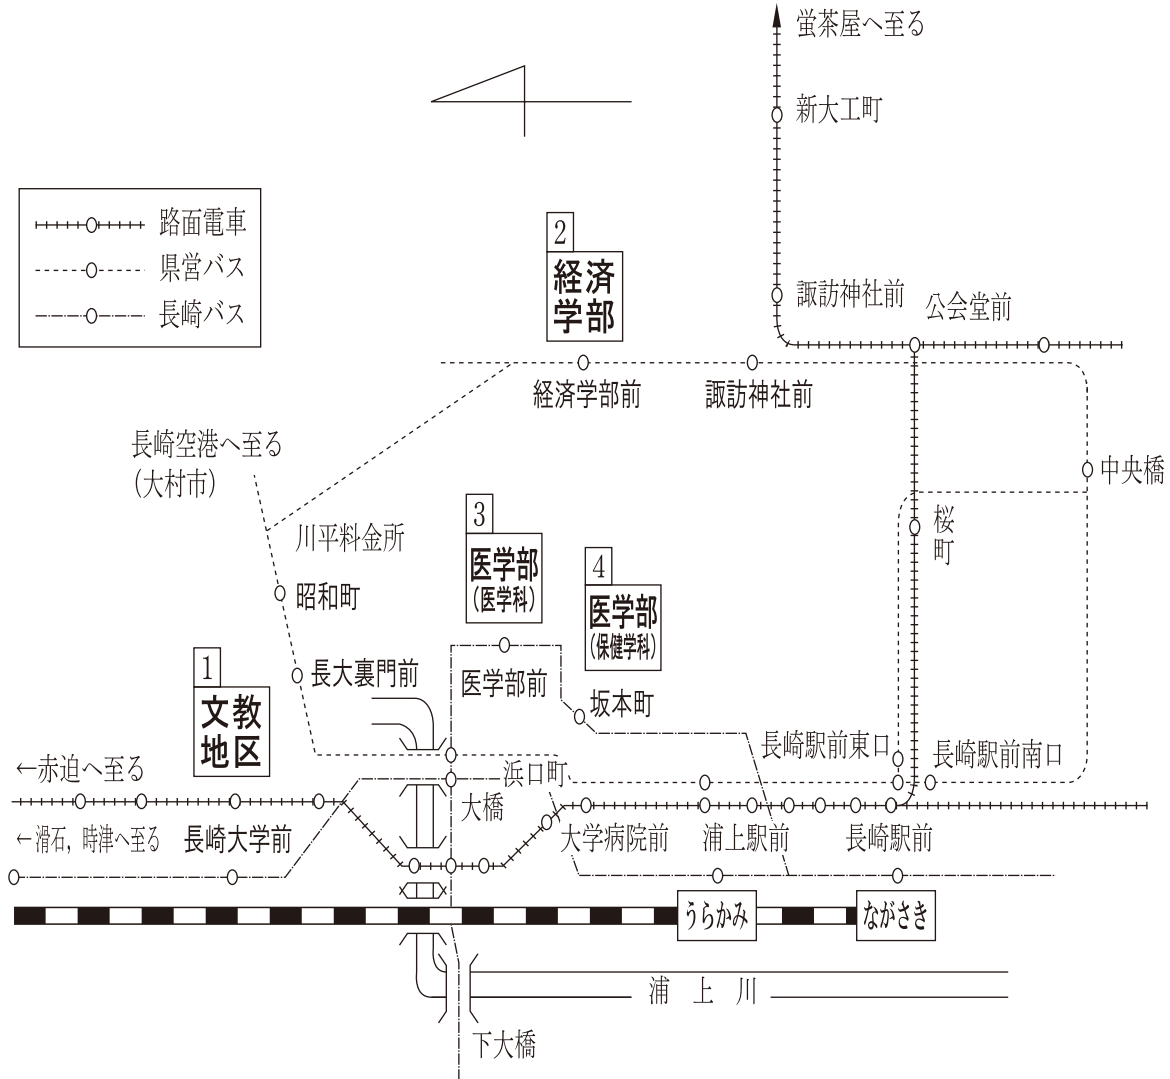 蛍茶屋へ至る
新大工町
路面電車
県営バス
長崎バス
2
経済
学部
諏訪神社前
公会堂前
経済学部前
諏訪神社前
長崎空港へ至る
(大村市)
中央橋
川平料金所
3
医学部
(医学科)
桜
町
4
医学部
(保健学科)
昭和町
1
文教
地区
長大裏門前
医学部前
坂本町
長崎駅前東口
長崎駅前南口
←赤迫へ至る
浜口町
大橋
←滑石，時津へ至る
長崎大学前
大学病院前
浦上駅前
長崎駅前
うらかみ
ながさき
浦上川
下大橋